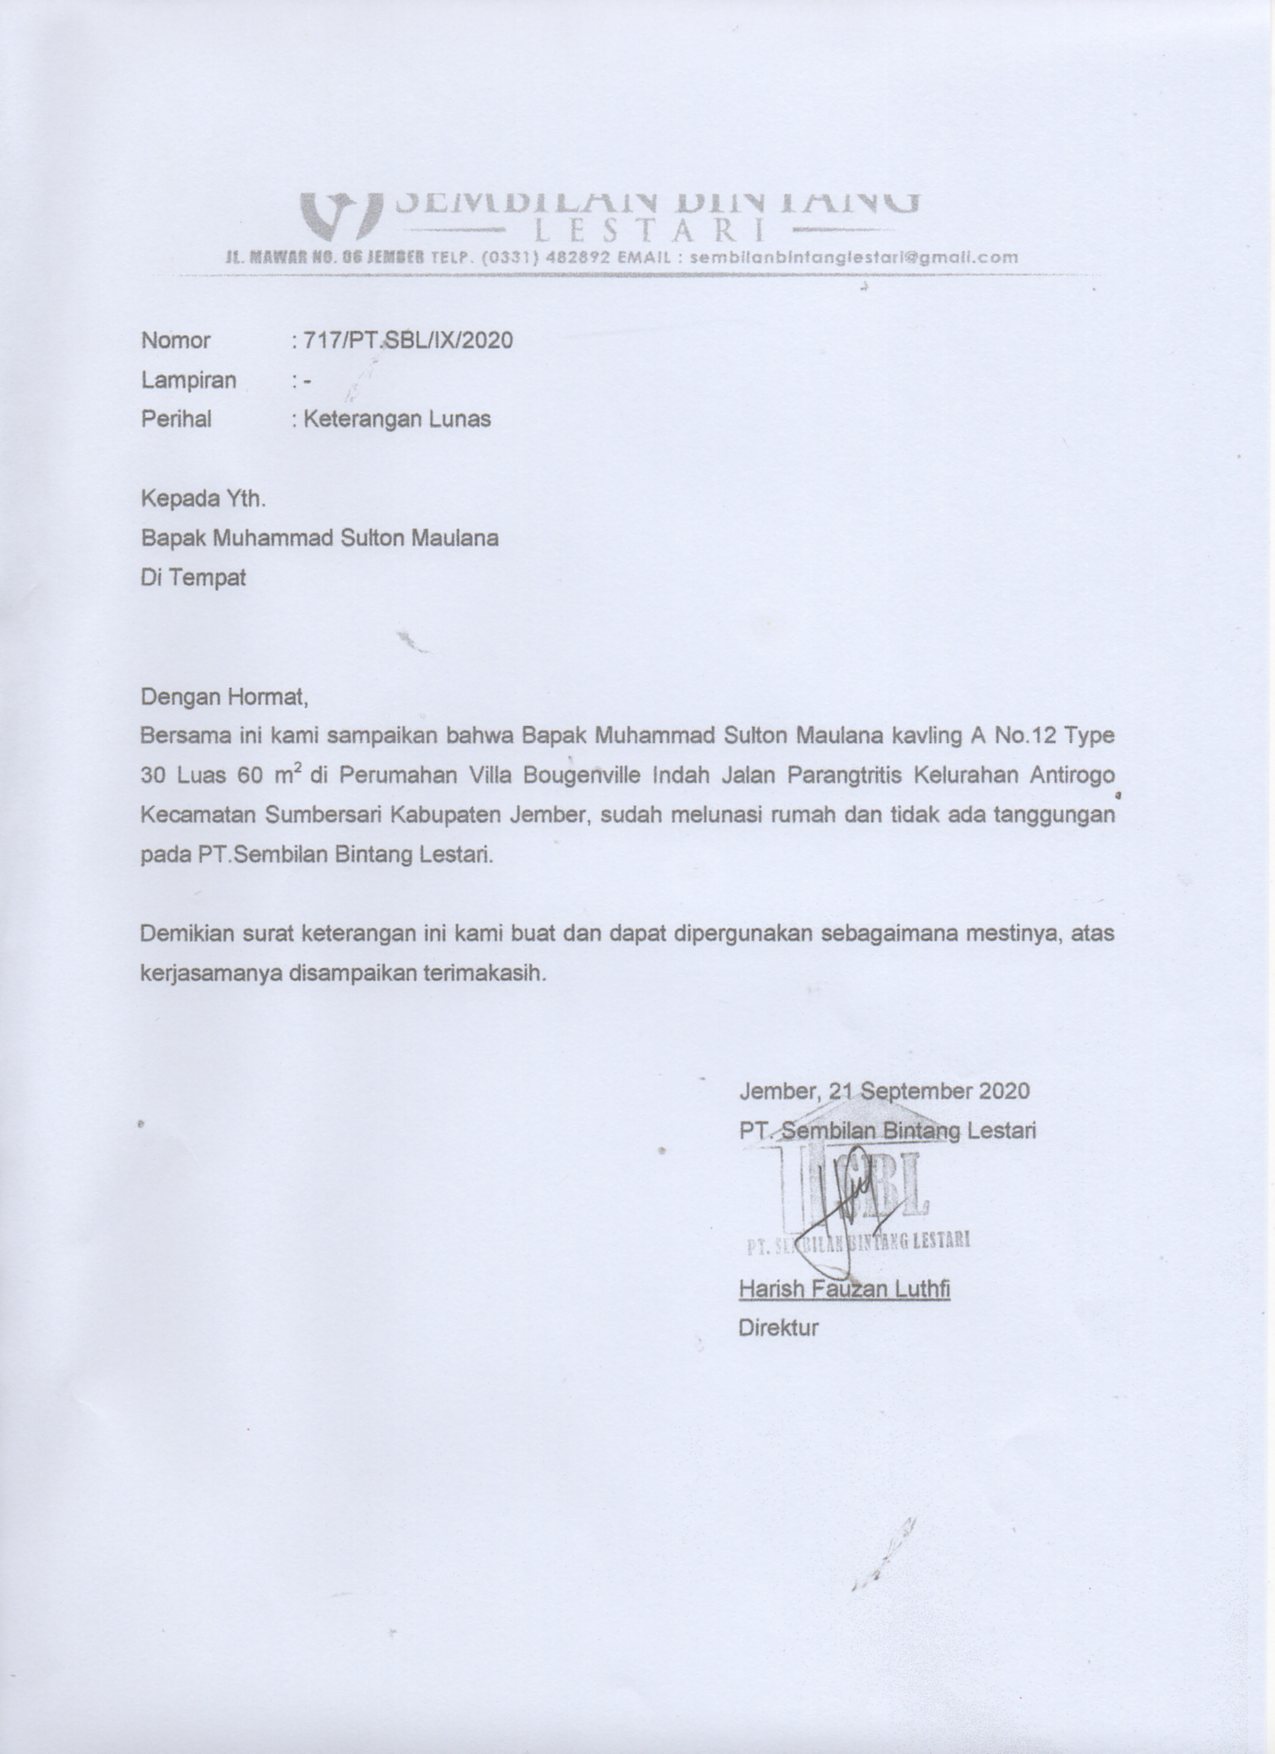 SEMBILAN BINTANG
LESTARI
JL. MAWAR NO. 06 JEMBER TELP. (0331) 482892 EMAIL : sembilanbintanglestari@gmail.com
Nomor : 717/PT.SBL/IX/2020
Lampiran : -
Perihal : Keterangan Lunas
Kepada Yth.
Bapak Muhammad Sulton Maulana
Di Tempat
Dengan Hormat,
Bersama ini kami sampaikan bahwa Bapak Muhammad Sulton Maulana kavling A No.12 Type
30 Luas 60 m² di Perumahan Villa Bougenville Indah Jalan Parangtritis Kelurahan Antirogo
Kecamatan Sumbersari Kabupaten Jember, sudah melunasi rumah dan tidak ada tanggungan
pada PT.Sembilan Bintang Lestari.
Demikian surat keterangan ini kami buat dan dapat dipergunakan sebagaimana mestinya, atas
kerjasamanya disampaikan terimakasih.
Jember, 21 September 2020
PT. Sembilan Bintang Lestari
SBL
PT. SEMBILAN BINTANG LESTARI
Harish Fauzan Luthfi
Direktur